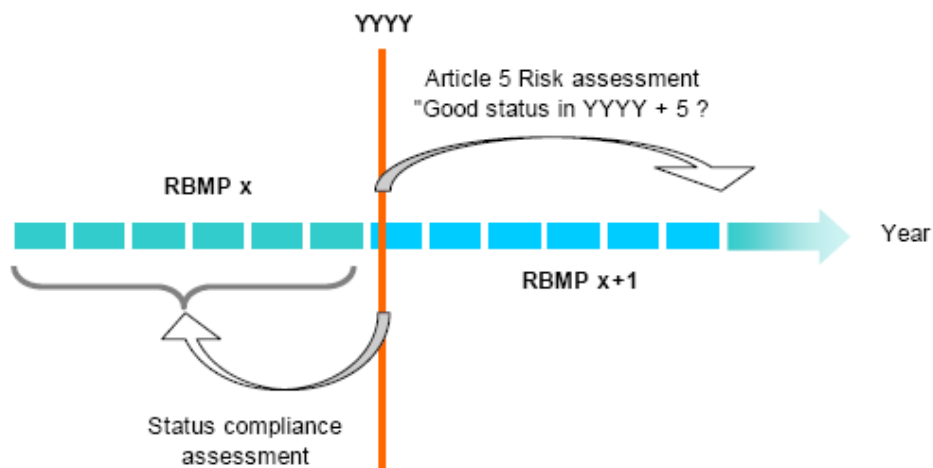 YYYY
Article 5 Risk assessment
"Good status in YYYY + 5 ?
RBMP x
Year
RBMP x+1
Status compliance
assessment